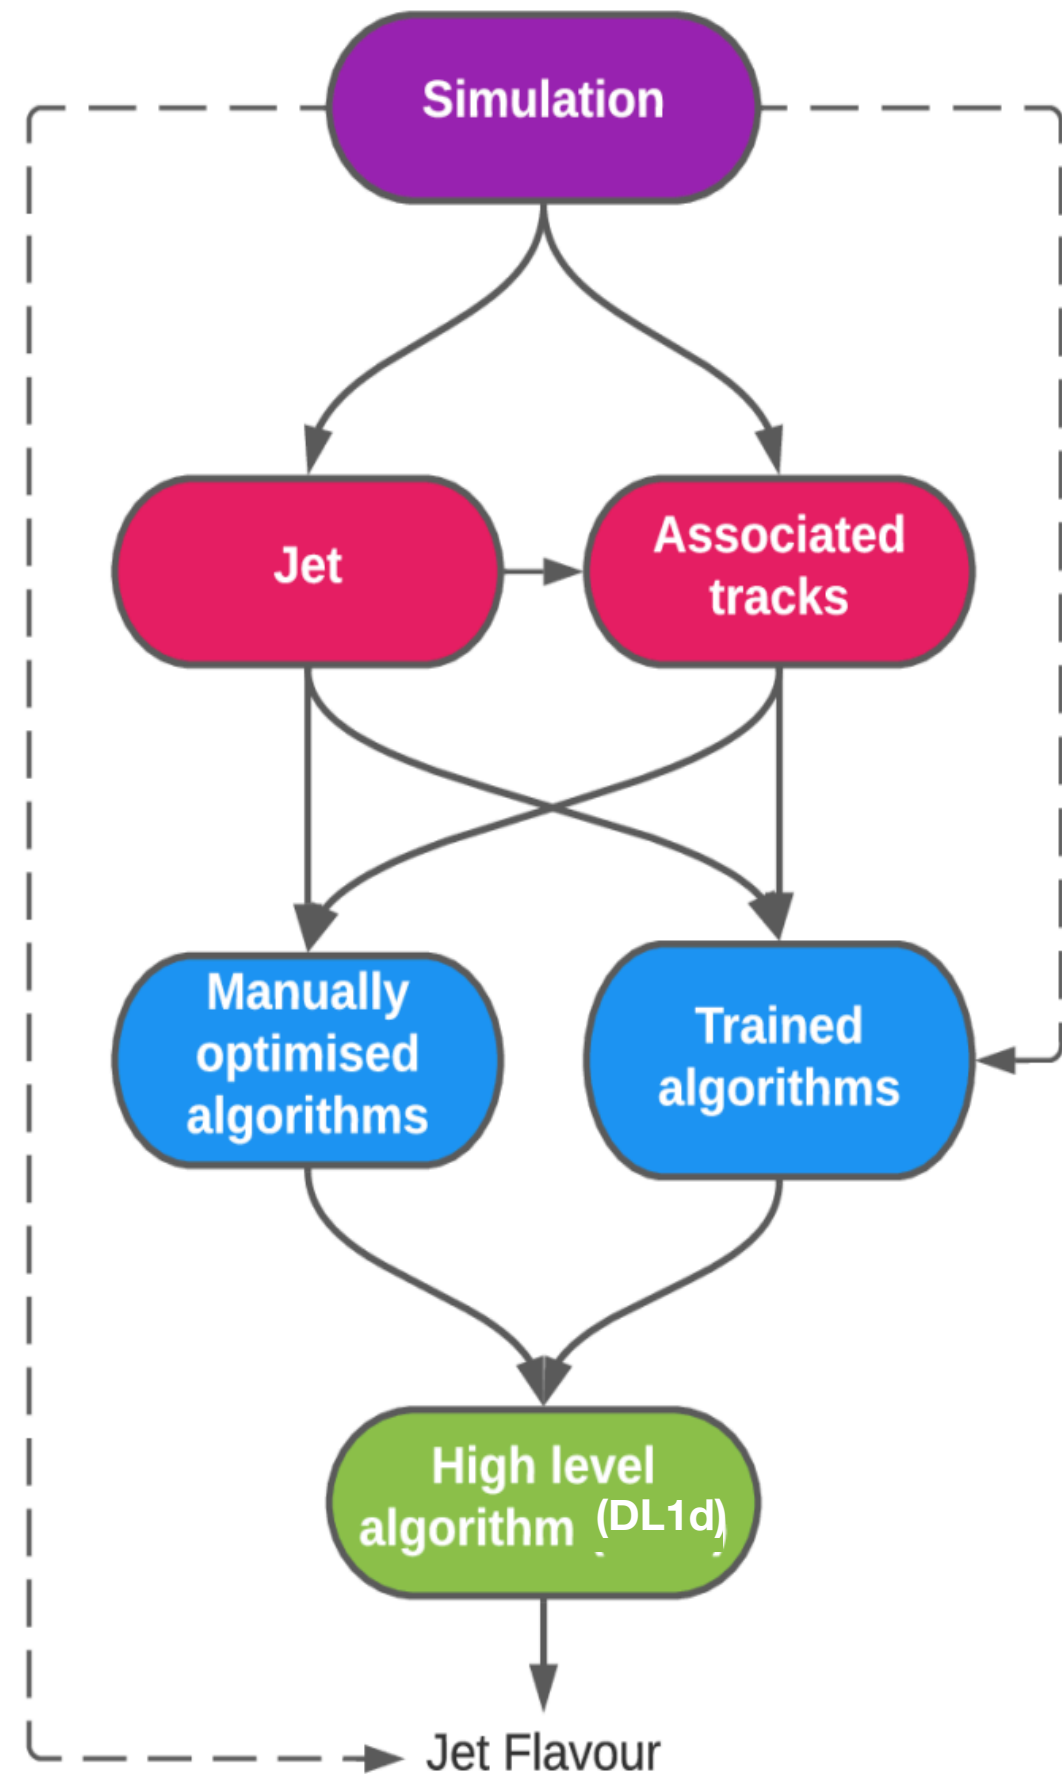 Simulation
Jet
Associated
tracks
Manually
optimised
algorithms
Trained
algorithms
High level
algorithm (DL1d)
Jet Flavour